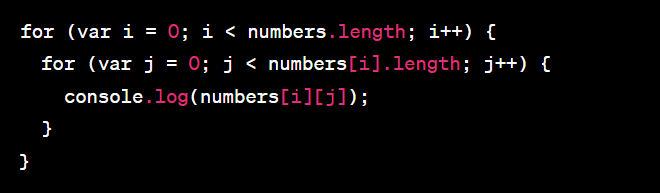 for (var i = 0; i < numbers.length; i++) {
  for (var j = 0; j < numbers[i].length; j++) {
    console.log(numbers[i][j]);
  }
}